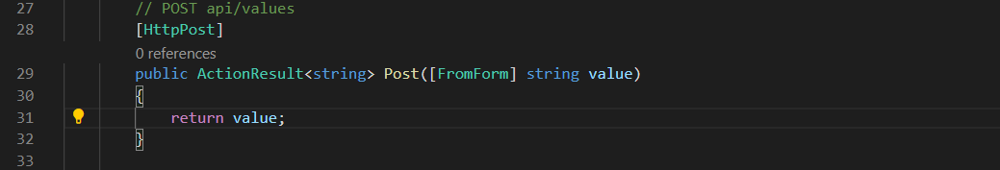 27 // POST api/values
28 [HttpPost]
0 references
29 public ActionResult<string> Post([FromForm] string value)
30 {
31 return value;
32 }
33